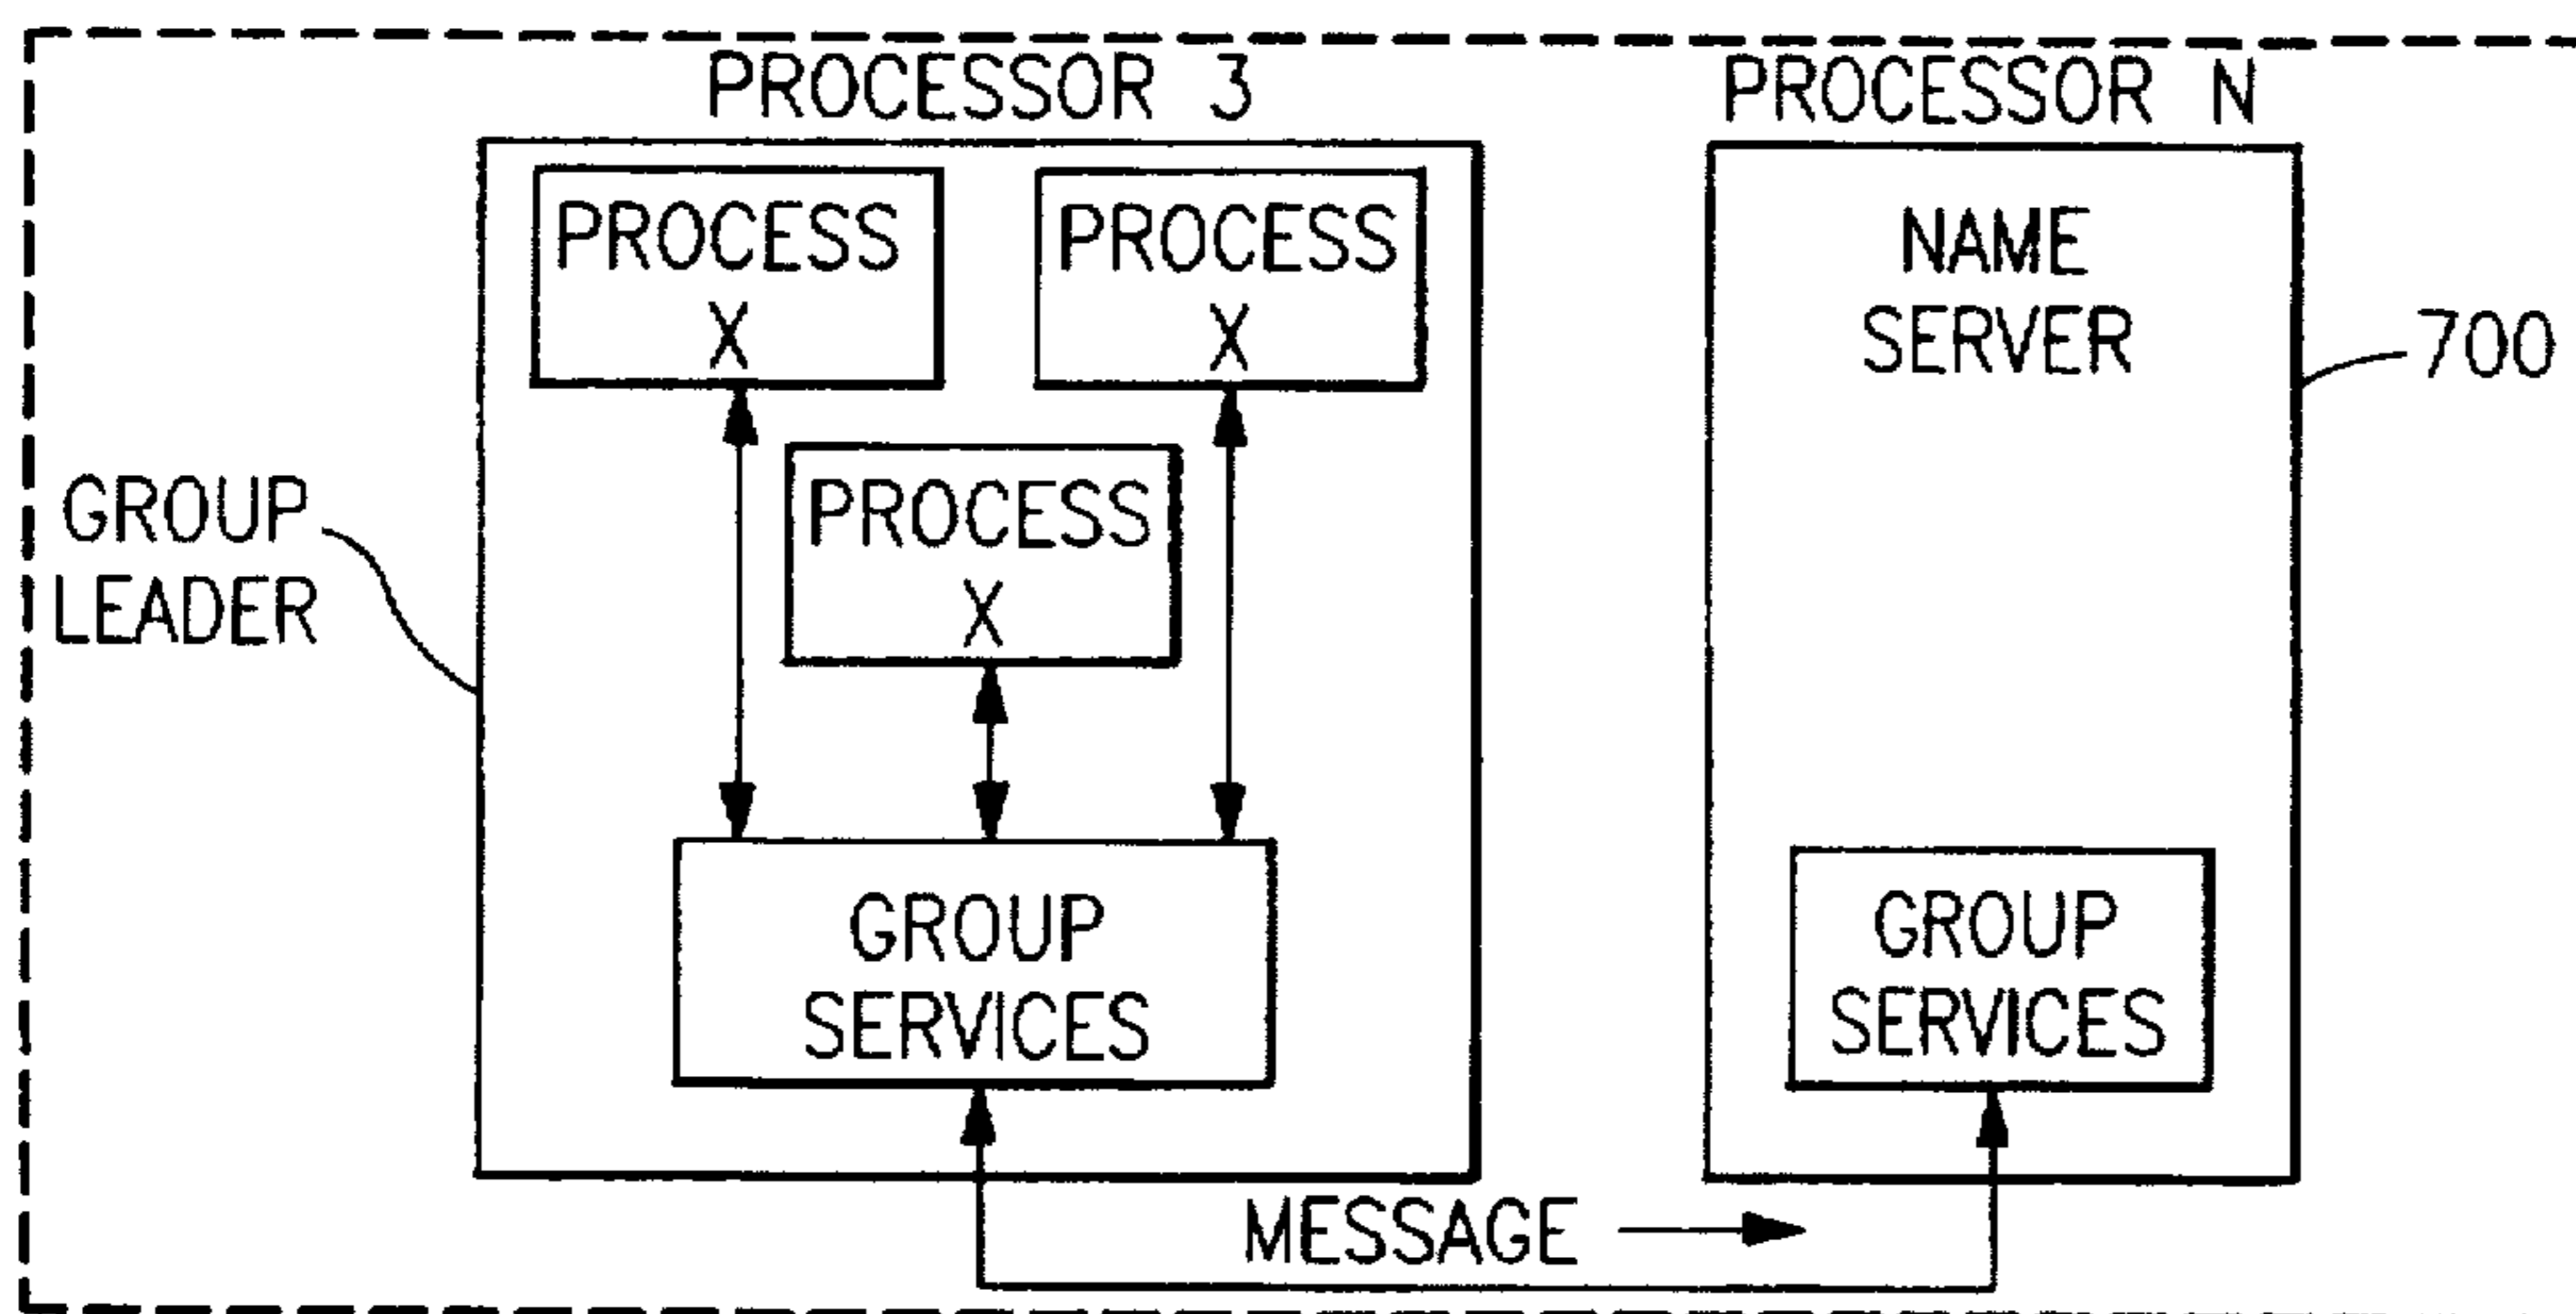 PROCESSOR 3
PROCESSOR N
PROCESS
X
PROCESS
X
NAME
SERVER
700
GROUP
LEADER
PROCESS
X
GROUP
SERVICES
GROUP
SERVICES
MESSAGE